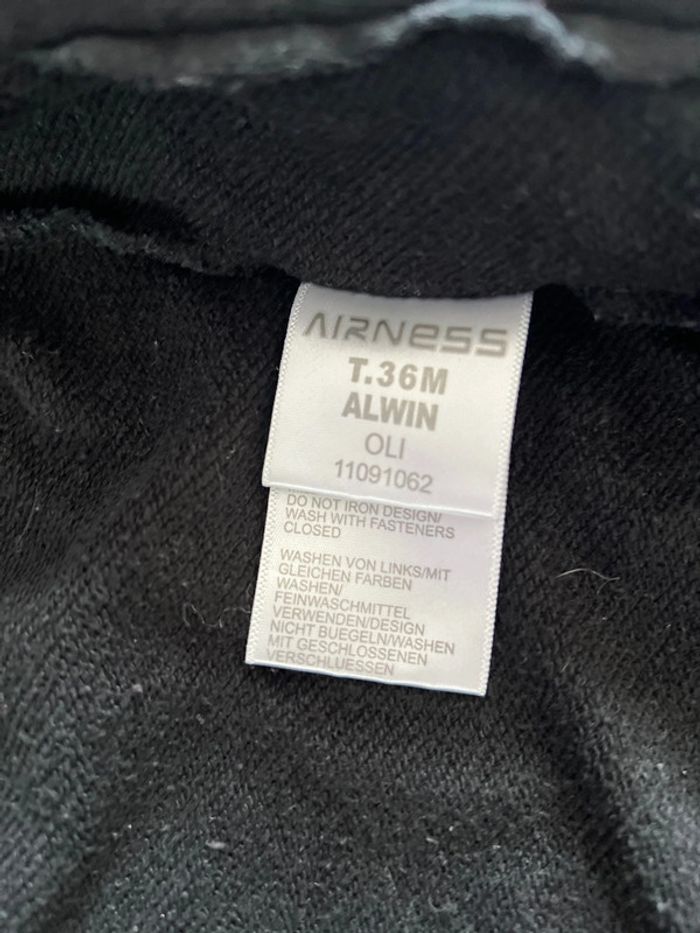 AIRNESS
T.36M
ALWIN
OLI
11091062
DO NOT IRON DESIGN/
WASH WITH FASTENERS
CLOSED
WASHEN VON LINKS/MIT
GLEICHEN FARBEN
WASHEN/
FEINWASCHMITTEL
VERWENDEN/DESIGN
NICHT BUEGELN/WASHEN
MIT GESCHLOSSENEN
VERSCHLUESSEN